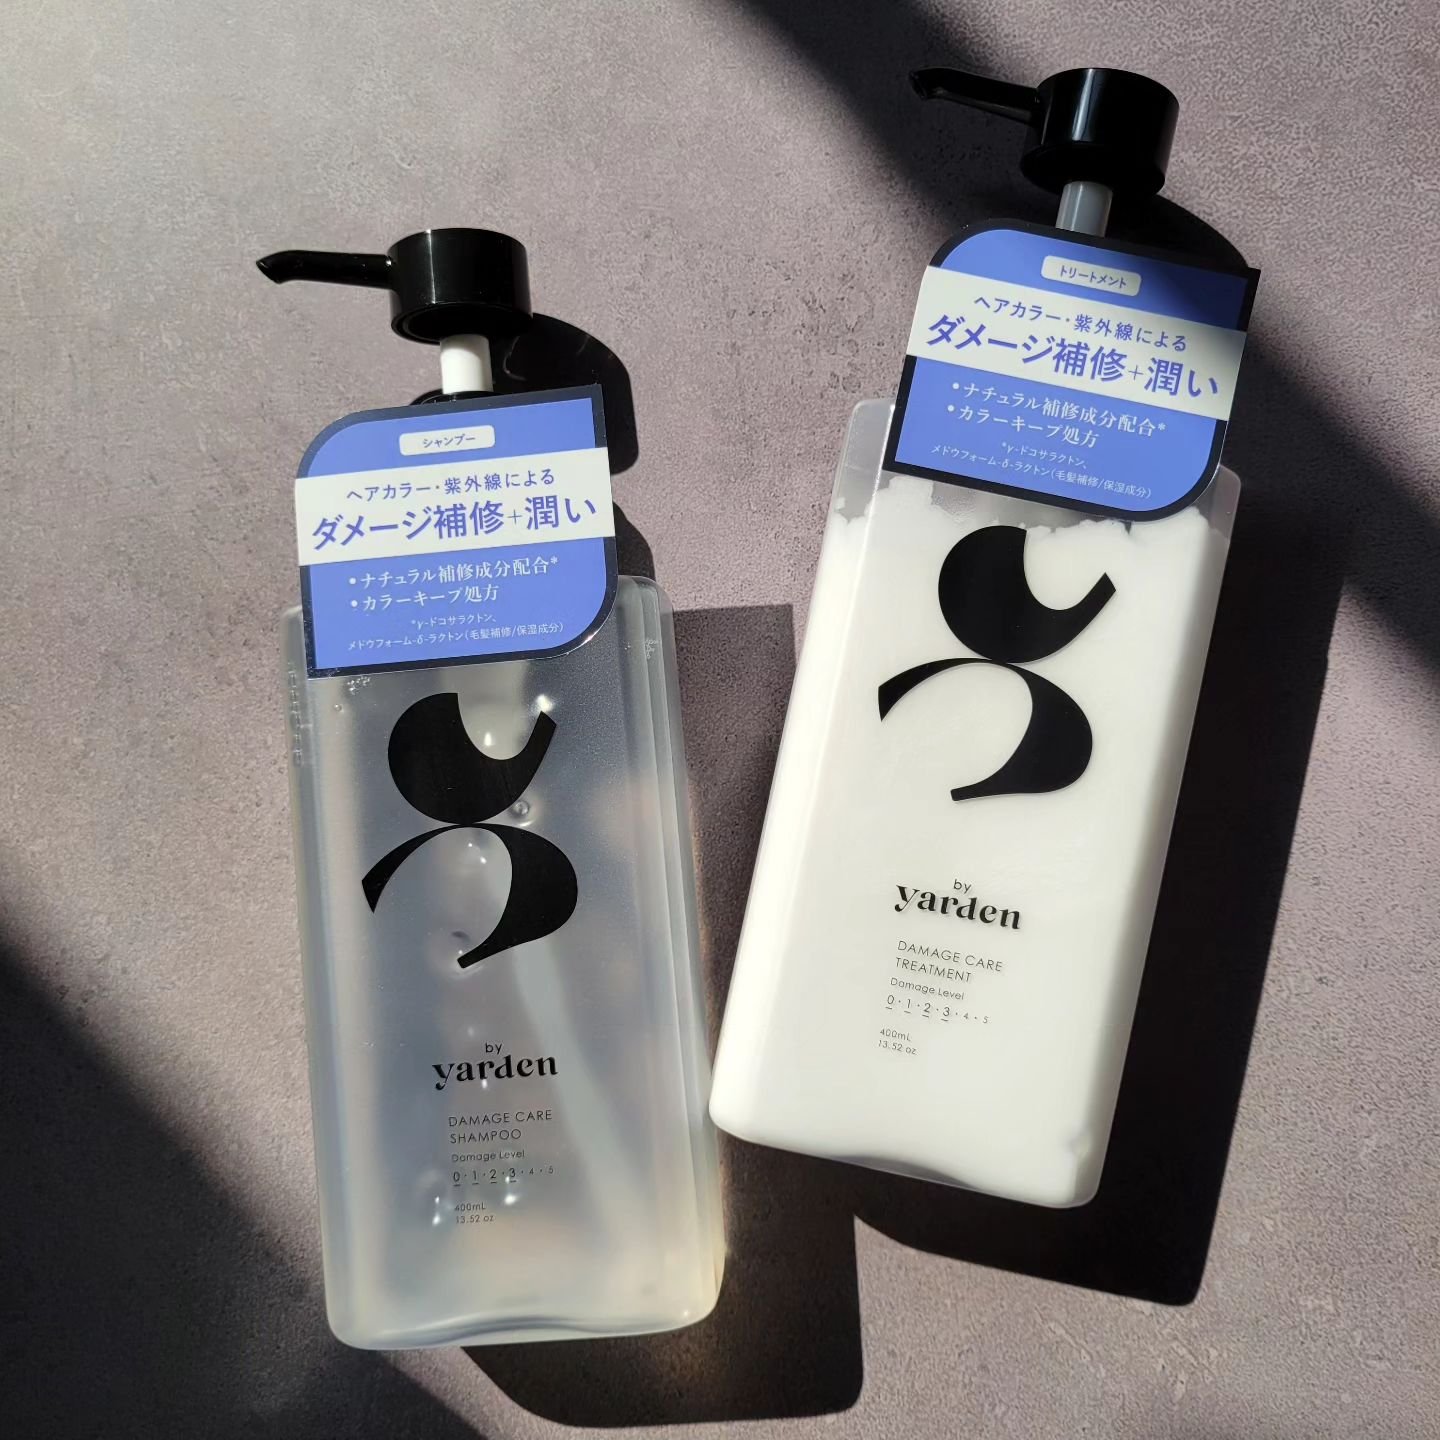 シャンプー
ヘアカラー・紫外線による
ダメージ補修+潤い
•ナチュラル補修成分配合*
•カラーキープ処方
*γ-ドコサラクトン、
メドウフォーム-δ-ラクトン(毛髪補修/保湿成分)
by
yarden
DAMAGE CARE
SHAMPOO
Damage Level
0・1・2・3・4・5
400mL
13.52 oz
トリートメント
ヘアカラー・紫外線による
ダメージ補修+潤い
•ナチュラル補修成分配合*
•カラーキープ処方
*γ-ドコサラクトン、
メドウフォーム-δ-ラクトン(毛髪補修/保湿成分)
by
yarden
DAMAGE CARE
TREATMENT
Damage Level
0・1・2・3・4・5
400mL
13.52 oz